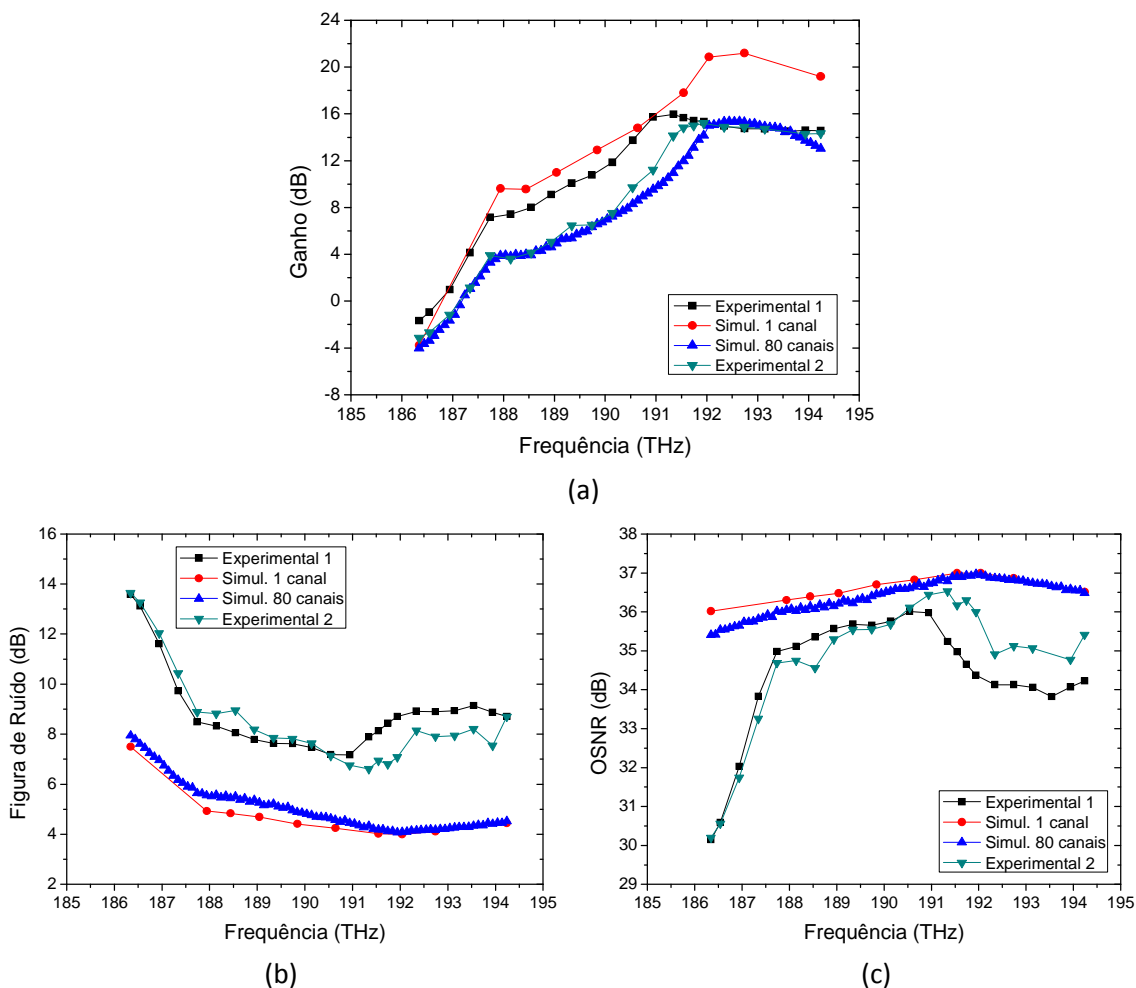 24
20
16
12
8
4
0
-4
-8
Ganho (dB)
Experimental 1
Simul. 1 canal
Simul. 80 canais
Experimental 2
185 186 187 188 189 190 191 192 193 194 195
Frequência (THz)
(a)
16
14
12
10
8
6
4
2
Figura de Ruído (dB)
Experimental 1
Simul. 1 canal
Simul. 80 canais
Experimental 2
185 186 187 188 189 190 191 192 193 194 195
Frequência (THz)
(b)
38
37
36
35
34
33
32
31
30
29
OSNR (dB)
Experimental 1
Simul. 1 canal
Simul. 80 canais
Experimental 2
185 186 187 188 189 190 191 192 193 194 195
Frequência (THz)
(c)